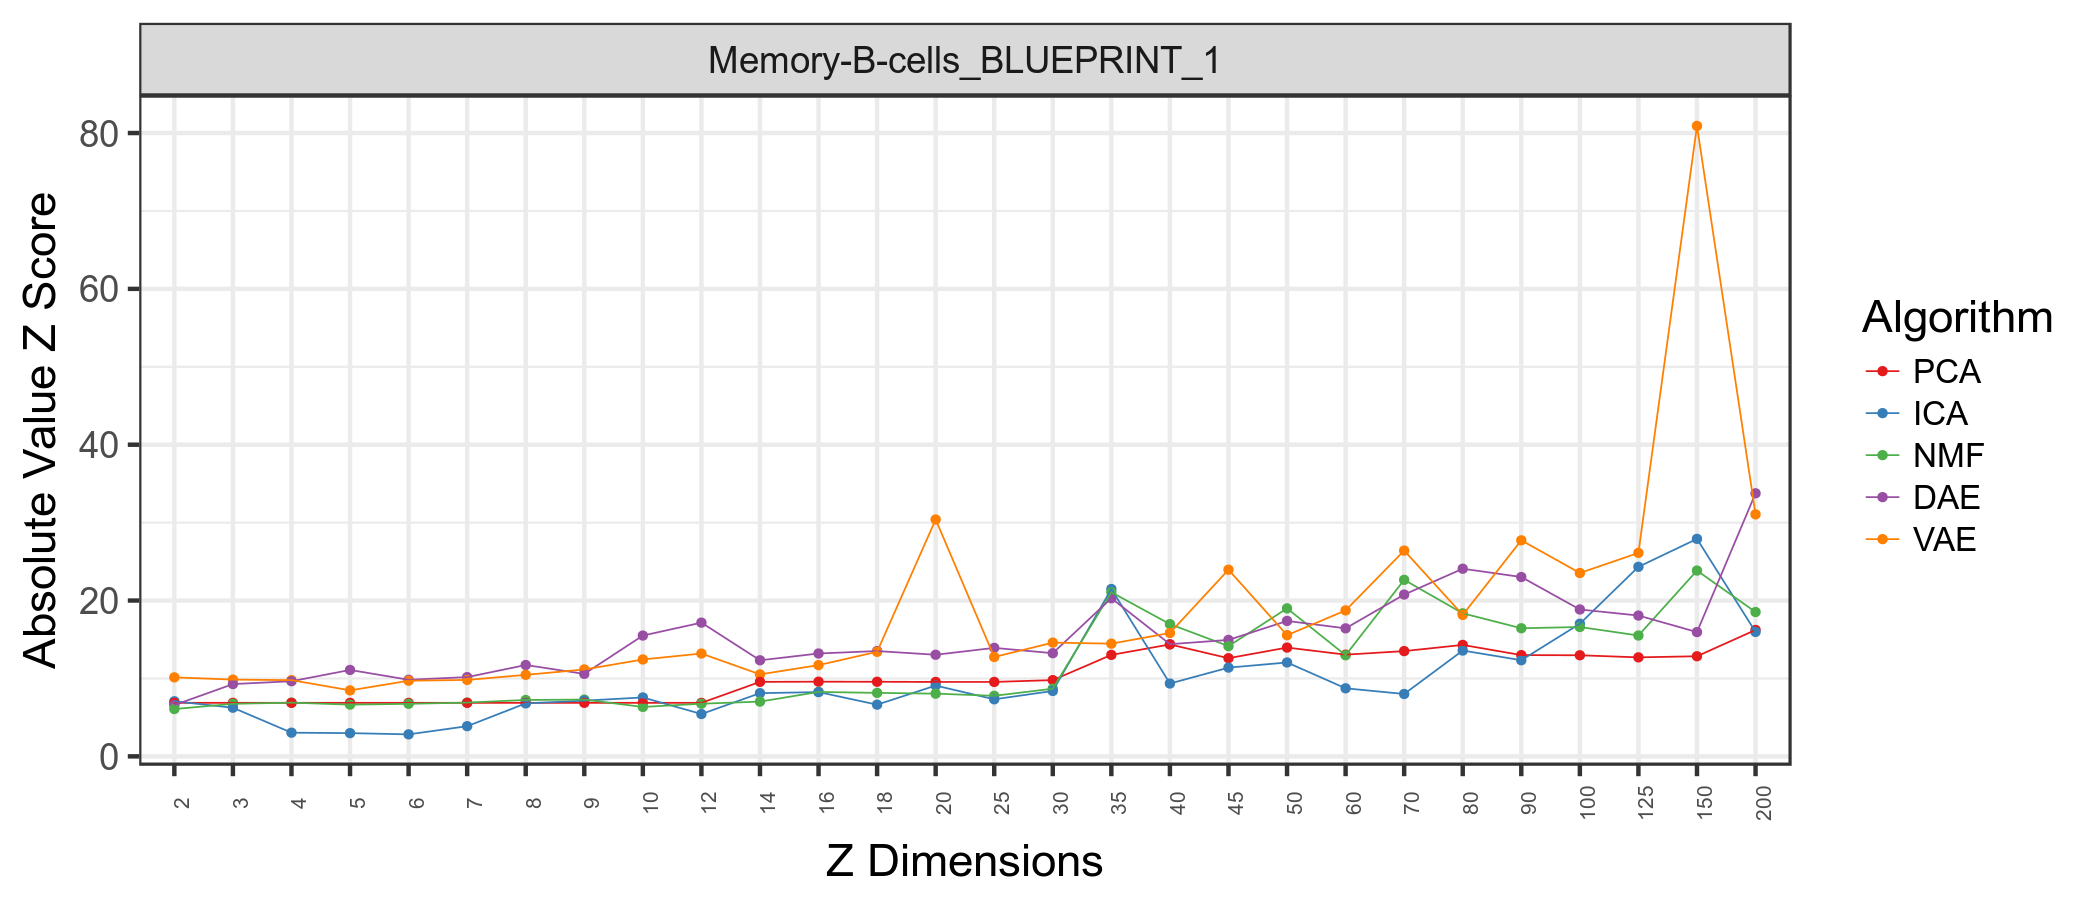 Memory-B-cells_BLUEPRINT_1
Absolute Value Z Score
80
60
40
20
0
2 3 4 5 6 7 8 9 10 12 14 16 18 20 25 30 35 40 45 50 60 70 80 90 100 125 150 200
Z Dimensions
Algorithm
PCA
ICA
NMF
DAE
VAE